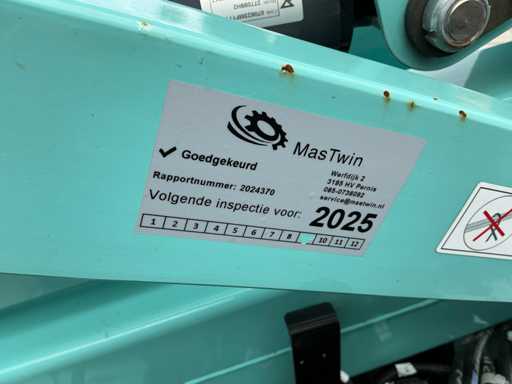 MasTwin
✓ Goedgekeurd
Werfdijk 2
3195 HV Pernis
085-0738092
service@mastwin.nl
Rapportnummer: 2024370
Volgende inspectie voor: 2025
1 2 3 4 5 6 7 8 10 11 12